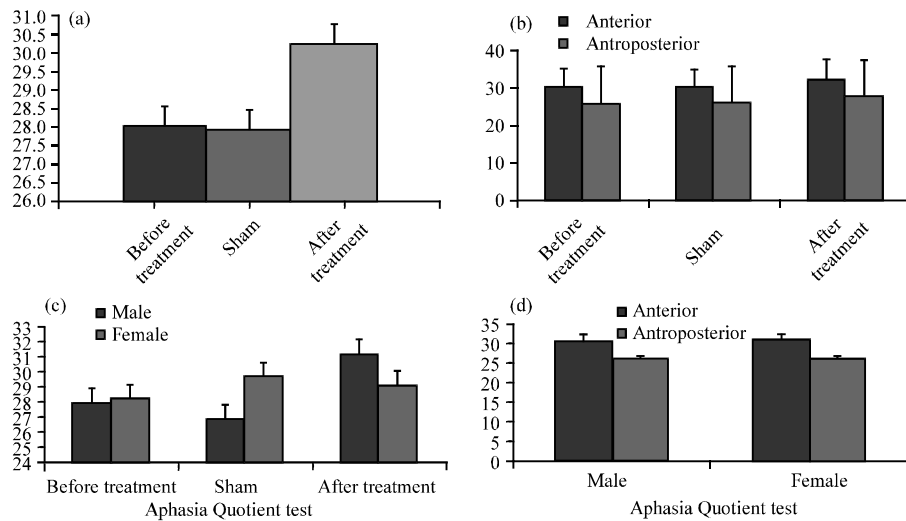 (a)
31.0
30.5
30.0
29.5
29.0
28.5
28.0
27.5
27.0
26.5
26.0
Before
treatment
Sham
After
treatment
(b)
Anterior
Antroposterior
40
30
20
10
0
Before
treatment
Sham
After
treatment
(c)
Male
Female
33
32
31
30
29
28
27
26
25
24
Before treatment
Sham
After treatment
Aphasia Quotient test
(d)
Anterior
Antroposterior
35
35
25
30
15
20
5
10
0
Male
Female
Aphasia Quotient test